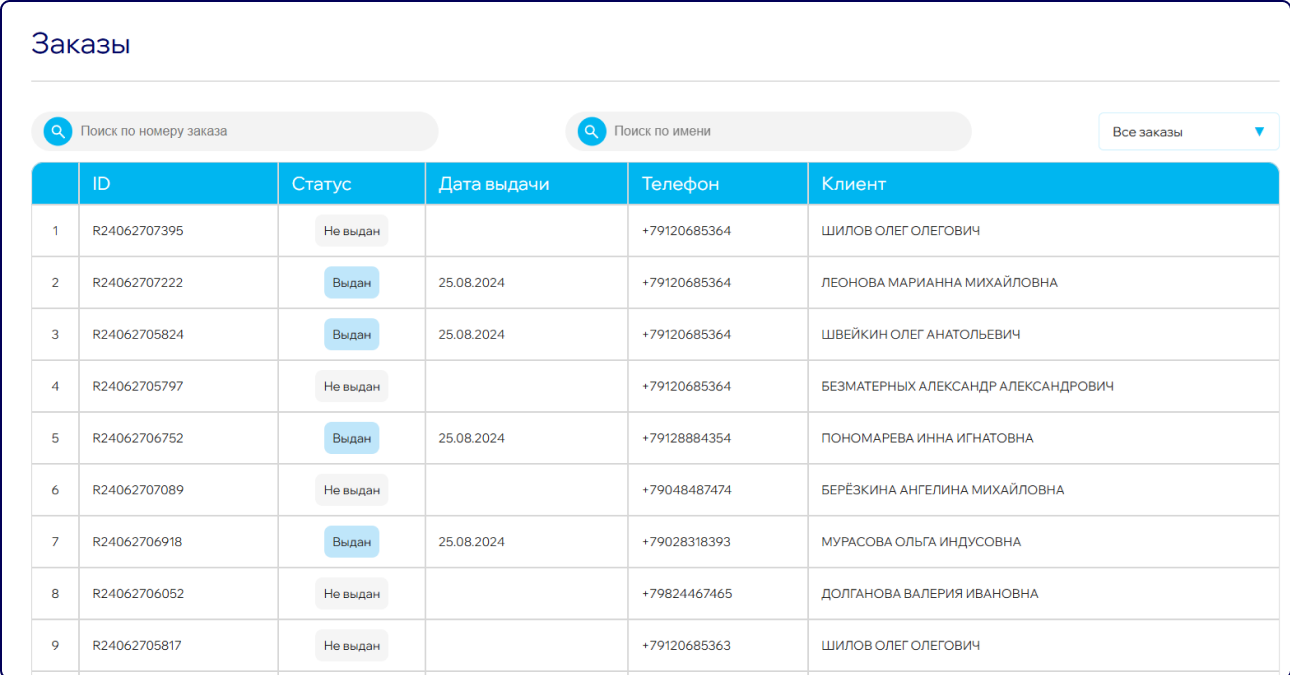 Заказы
Поиск по номеру заказа Поиск по имени Все заказы
ID Статус Дата выдачи Телефон Клиент
1 R24062707395 Не выдан +79120685364 ШИЛОВ ОЛЕГ ОЛЕГОВИЧ
2 R24062707222 Выдан 25.08.2024 +79120685364 ЛЕОНОВА МАРИАННА МИХАЙЛОВНА
3 R24062705824 Выдан 25.08.2024 +79120685364 ШВЕЙКИН ОЛЕГ АНАТОЛЬЕВИЧ
4 R24062705797 Не выдан +79120685364 БЕЗМАТЕРНЫХ АЛЕКСАНДР АЛЕКСАНДРОВИЧ
5 R24062706752 Выдан 25.08.2024 +79128884354 ПОНОМАРЕВА ИННА ИГНАТОВНА
6 R24062707089 Не выдан +79048487474 БЕРЁЗКИНА АНГЕЛИНА МИХАЙЛОВНА
7 R24062706918 Выдан 25.08.2024 +79028318393 МУРАСОВА ОЛЬГА ИНДУСОВНА
8 R24062706052 Не выдан +79824467465 ДОЛГАНОВА ВАЛЕРИЯ ИВАНОВНА
9 R24062705817 Не выдан +79120685363 ШИЛОВ ОЛЕГ ОЛЕГОВИЧ